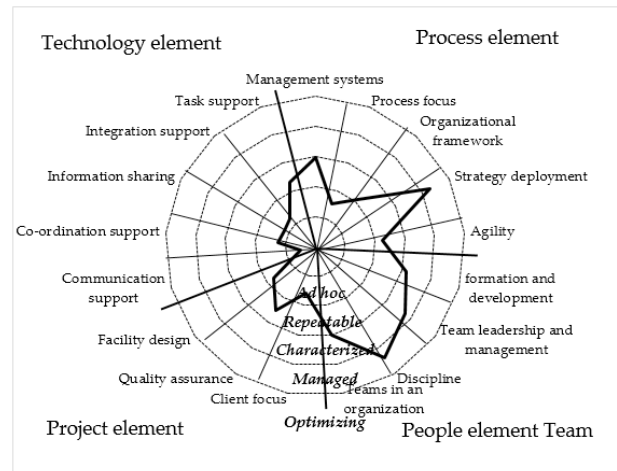 Technology element
Process element
Management systems
Task support
Process focus
Integration support
Organizational
framework
Information sharing
Strategy deployment
Co-ordination support
Agility
Communication
support
formation and
development
Facility design
Team leadership and
management
Quality assurance
Discipline
Client focus
Teams in an
organization
Ad hoc
Repeatable
Characterized
Managed
Optimizing
Project element
People element Team